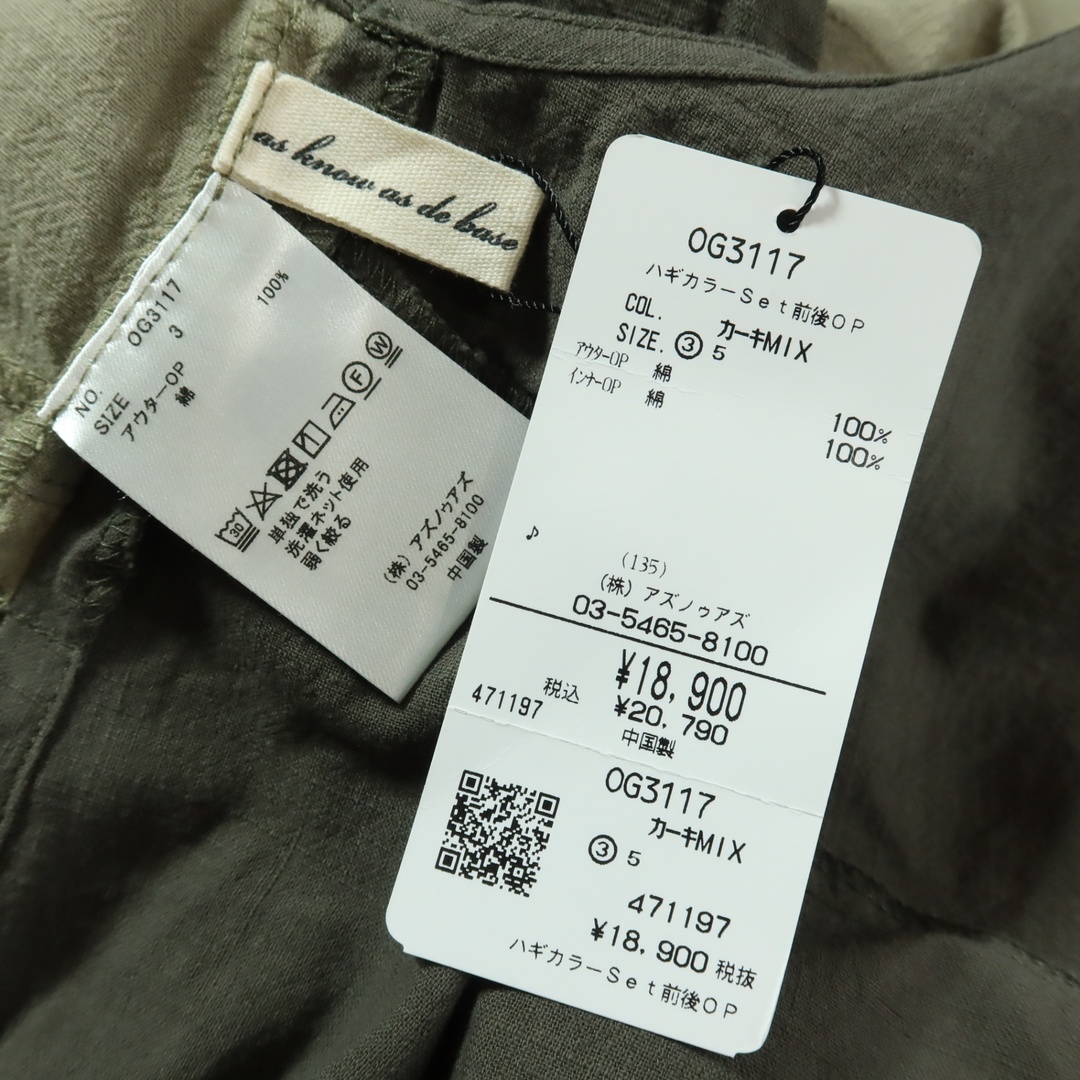 as know as de base
NO. OG3117
SIZE 3
アウターOP
綿 100%
30
F
W
単独で洗う
洗濯ネット使用
弱く絞る
(株)アズノゥアズ
03-5465-8100
中国製
OG3117
ハギカラーSet前後OP
COL. カーキMIX
SIZE. ③ 5
アウターOP 綿 100%
インナーOP 綿 100%
♪
(135)
(株) アズノゥアズ
03-5465-8100
¥18,900
税込 ¥20,790
471197
中国製
OG3117
カーキMIX
③ 5
471197
¥18,900 税抜
ハギカラーSet前後OP